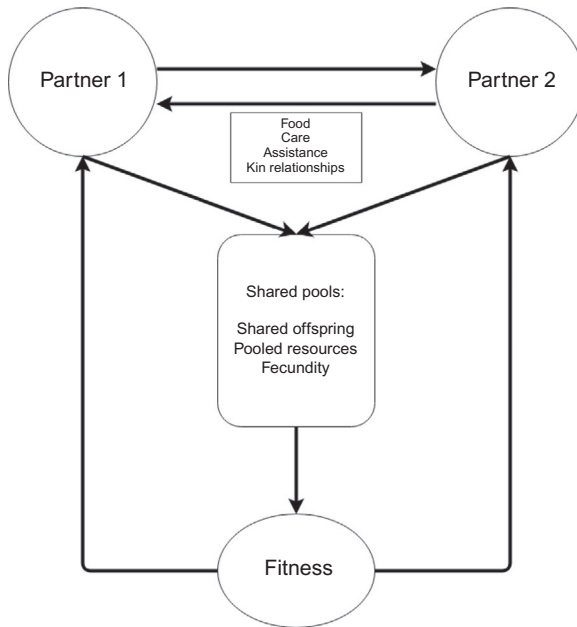 Partner 1
Partner 2
Food
Care
Assistance
Kin relationships
Shared pools:
Shared offspring
Pooled resources
Fecundity
Fitness